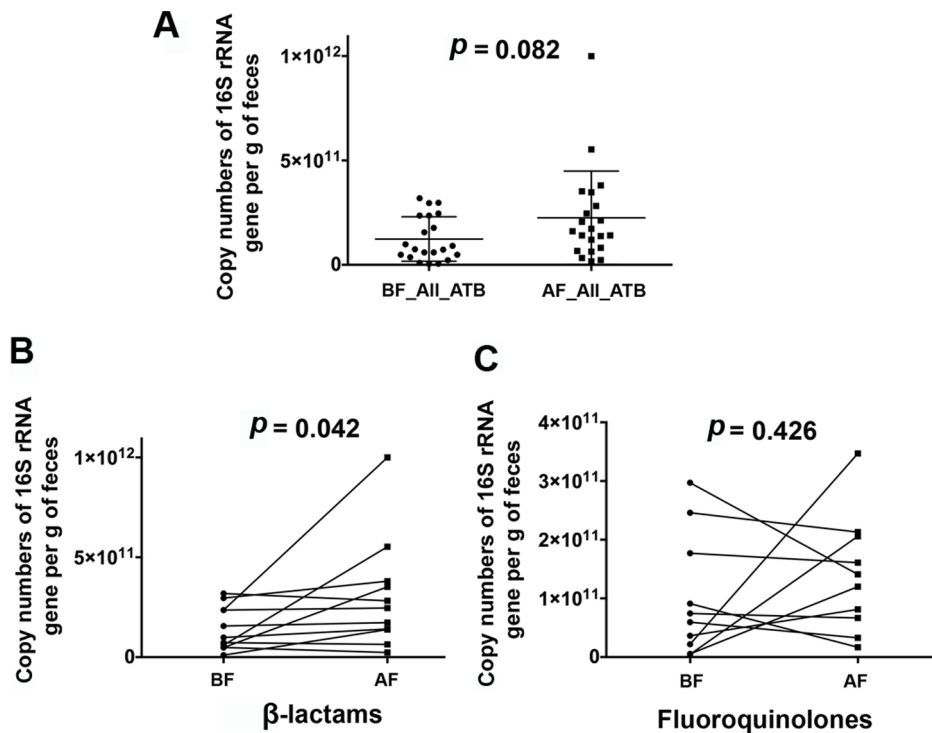 A
Copy numbers of 16S rRNA
gene per g of feces
p = 0.082
1×10¹²
5×10¹¹
0
BF_All_ATB
AF_All_ATB
B
Copy numbers of 16S rRNA
gene per g of feces
p = 0.042
1×10¹²
5×10¹¹
0
BF
AF
β-lactams
C
Copy numbers of 16S rRNA
gene per g of feces
p = 0.426
4×10¹¹
3×10¹¹
2×10¹¹
1×10¹¹
0
BF
AF
Fluoroquinolones